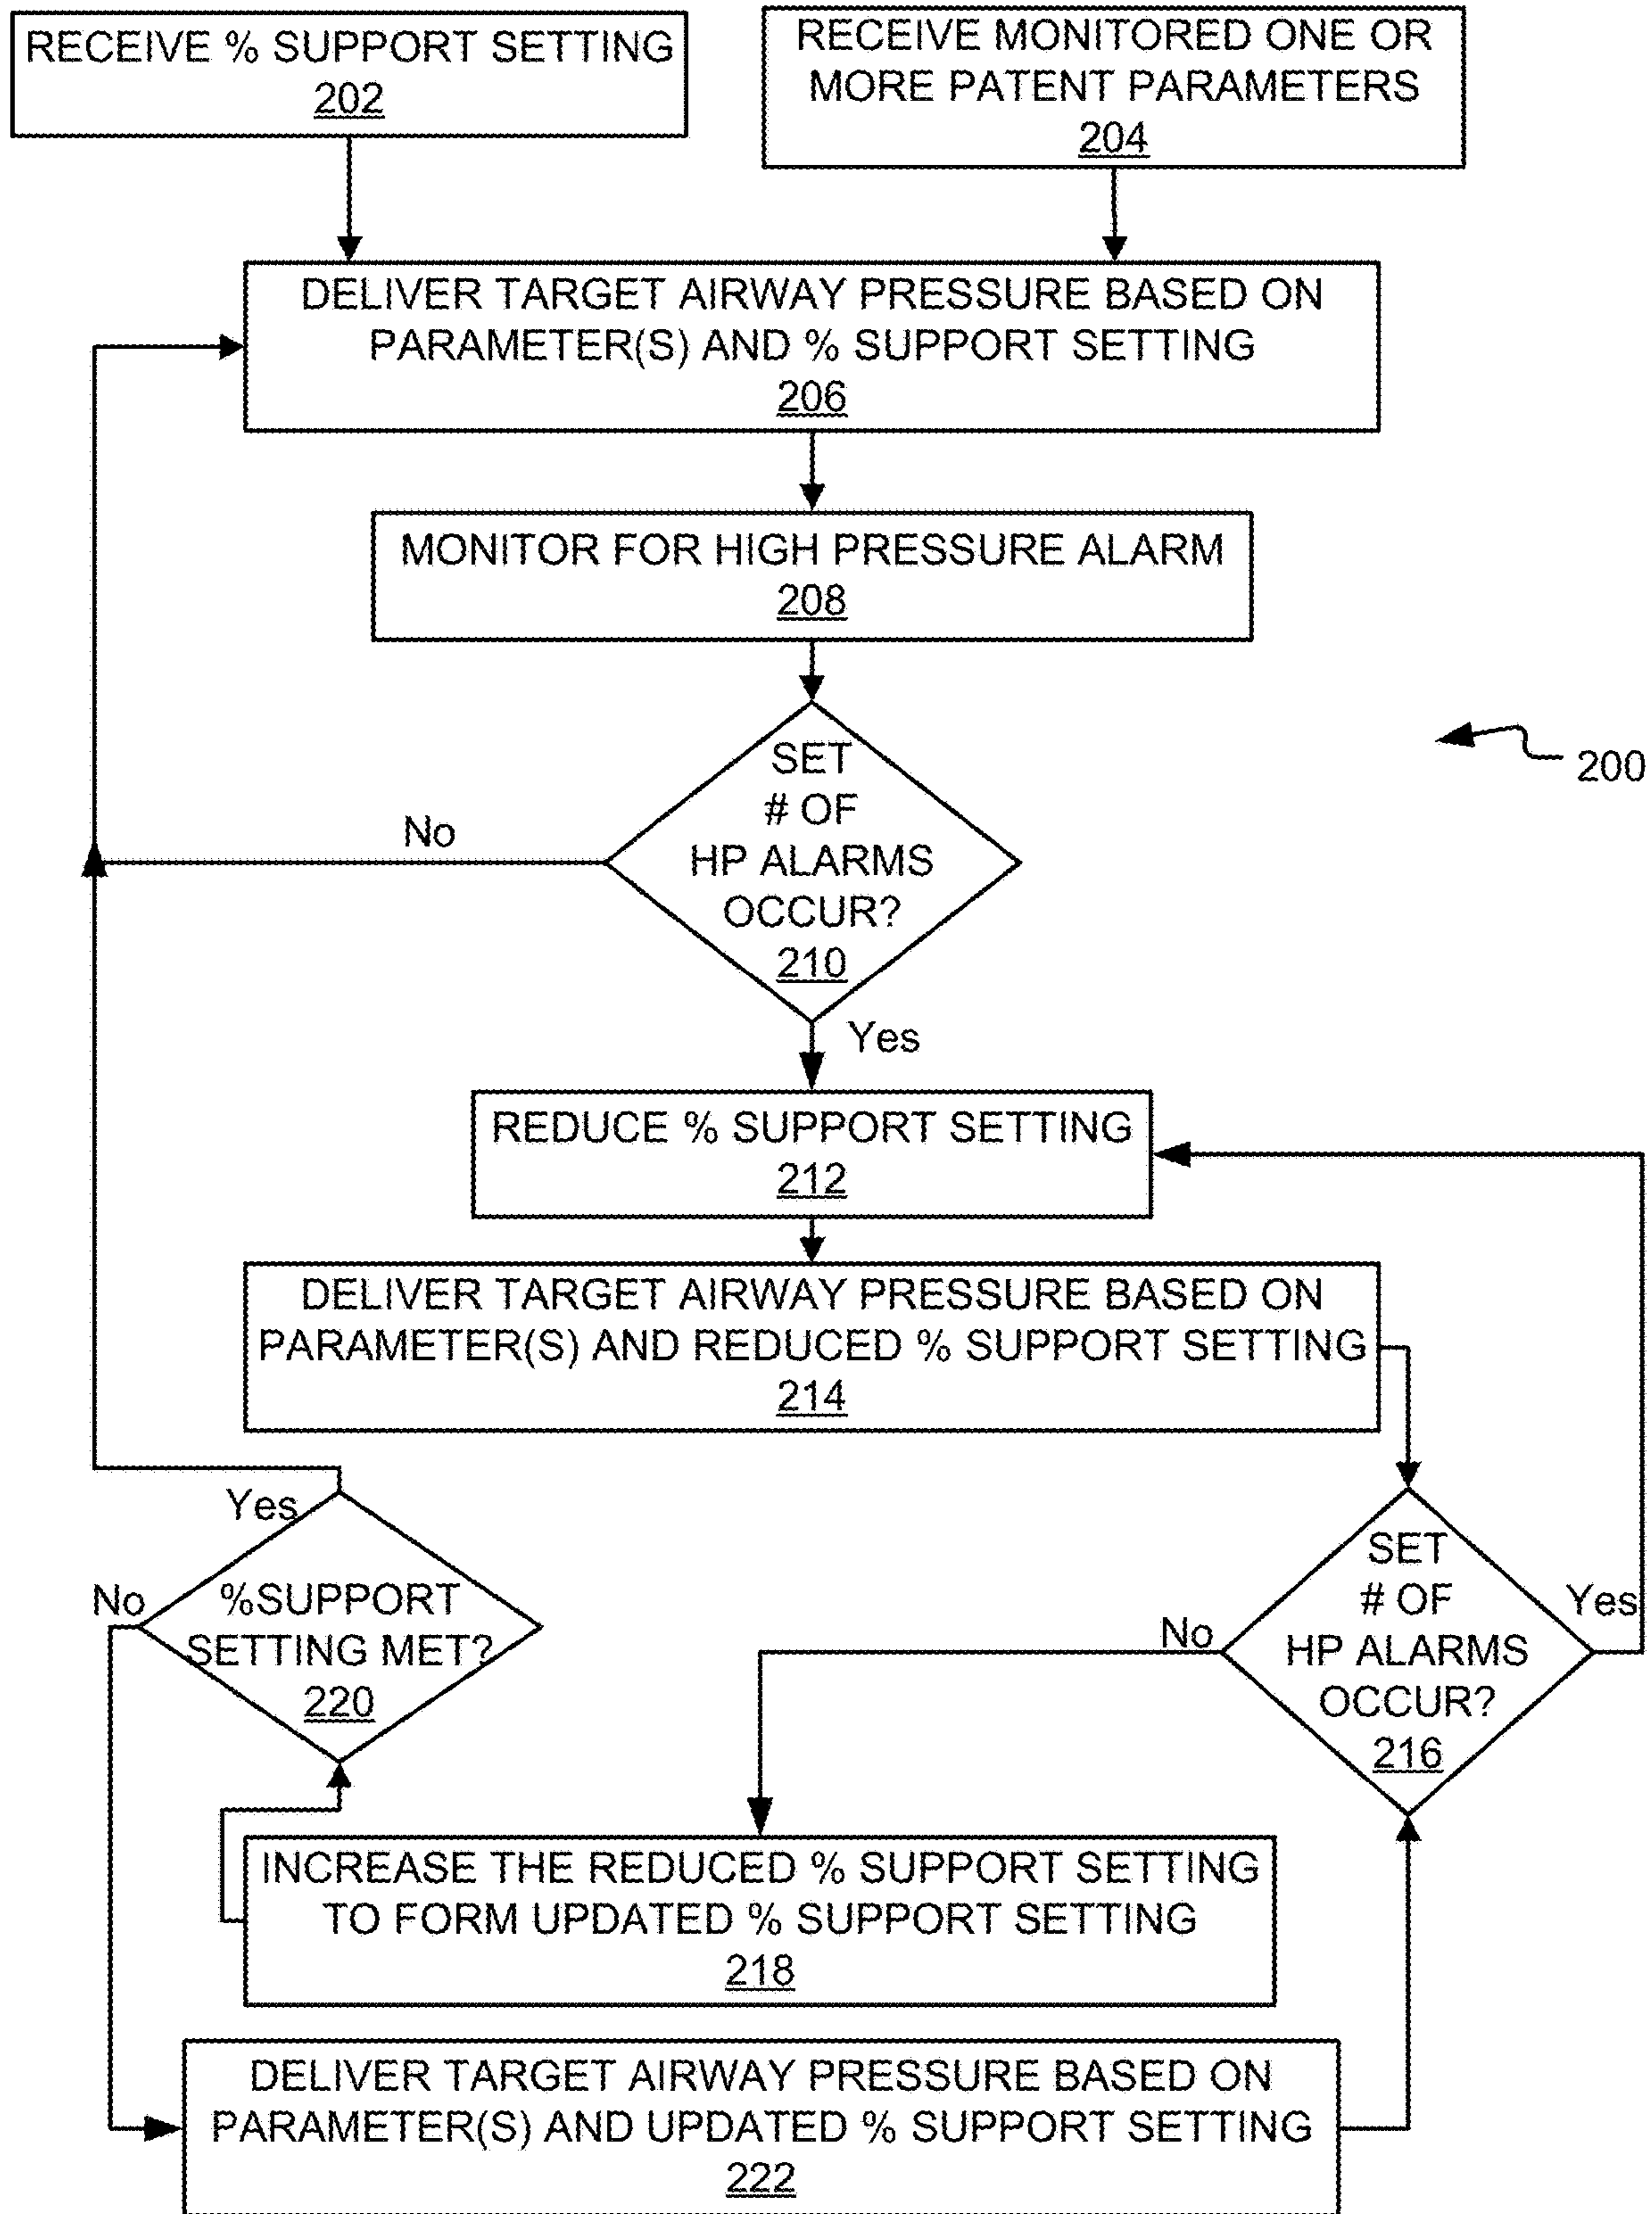 RECEIVE % SUPPORT SETTING
202
RECEIVE MONITORED ONE OR
MORE PATENT PARAMETERS
204
DELIVER TARGET AIRWAY PRESSURE BASED ON
PARAMETER(S) AND % SUPPORT SETTING
206
MONITOR FOR HIGH PRESSURE ALARM
208
SET
# OF
HP ALARMS
OCCUR?
210
No
Yes
200
REDUCE % SUPPORT SETTING
212
DELIVER TARGET AIRWAY PRESSURE BASED ON
PARAMETER(S) AND REDUCED % SUPPORT SETTING
214
SET
# OF
HP ALARMS
OCCUR?
216
Yes
No
INCREASE THE REDUCED % SUPPORT SETTING
TO FORM UPDATED % SUPPORT SETTING
218
%SUPPORT
SETTING MET?
220
Yes
No
DELIVER TARGET AIRWAY PRESSURE BASED ON
PARAMETER(S) AND UPDATED % SUPPORT SETTING
222